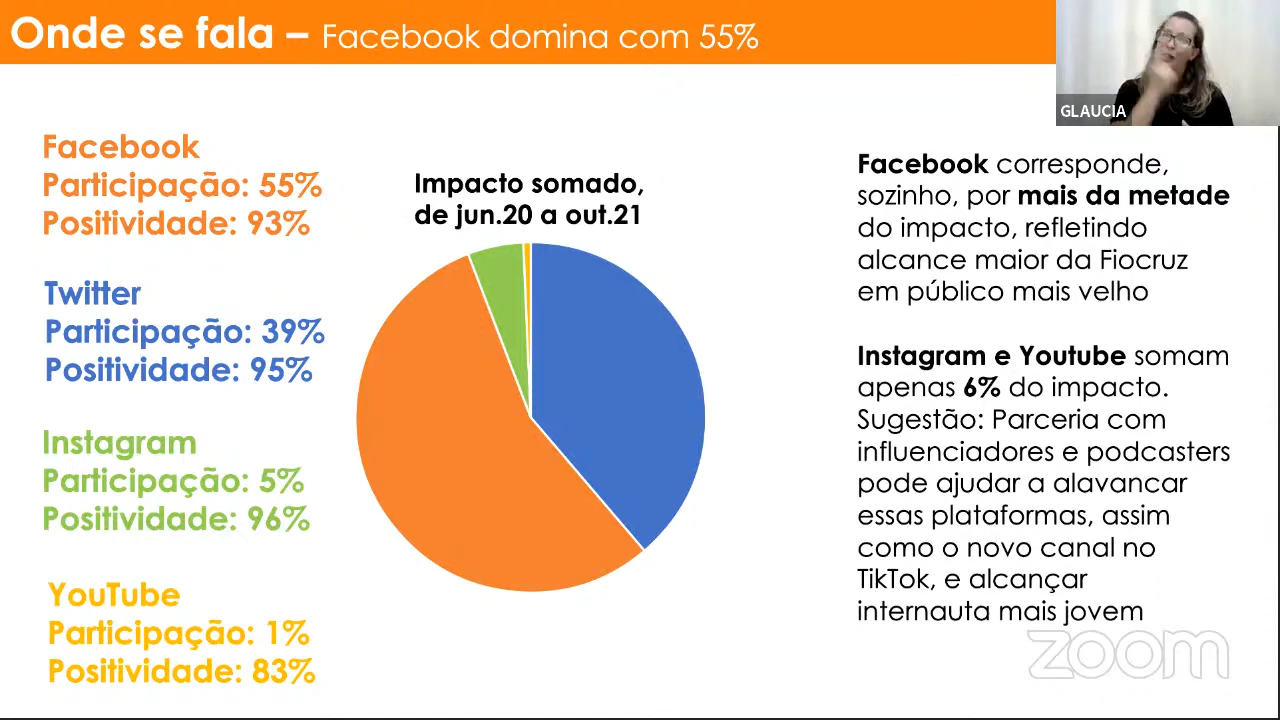 Onde se fala – Facebook domina com 55%
GLAUCIA
Facebook
Participação: 55%
Positividade: 93%
Twitter
Participação: 39%
Positividade: 95%
Instagram
Participação: 5%
Positividade: 96%
YouTube
Participação: 1%
Positividade: 83%
Impacto somado,
de jun.20 a out.21
Facebook corresponde,
sozinho, por mais da metade
do impacto, refletindo
alcance maior da Fiocruz
em público mais velho
Instagram e Youtube somam
apenas 6% do impacto.
Sugestão: Parceria com
influenciadores e podcasters
pode ajudar a alavancar
essas plataformas, assim
como o novo canal no
TikTok, e alcançar
internauta mais jovem
zoom